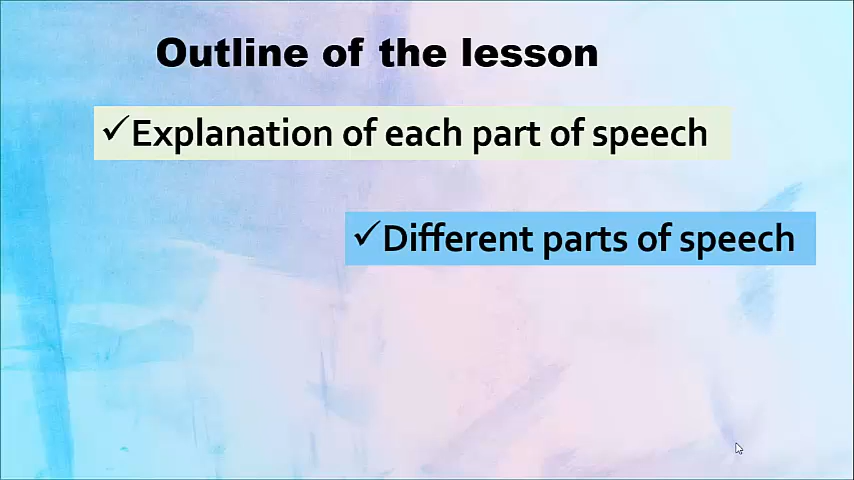 Outline of the lesson
✓Explanation of each part of speech
✓Different parts of speech